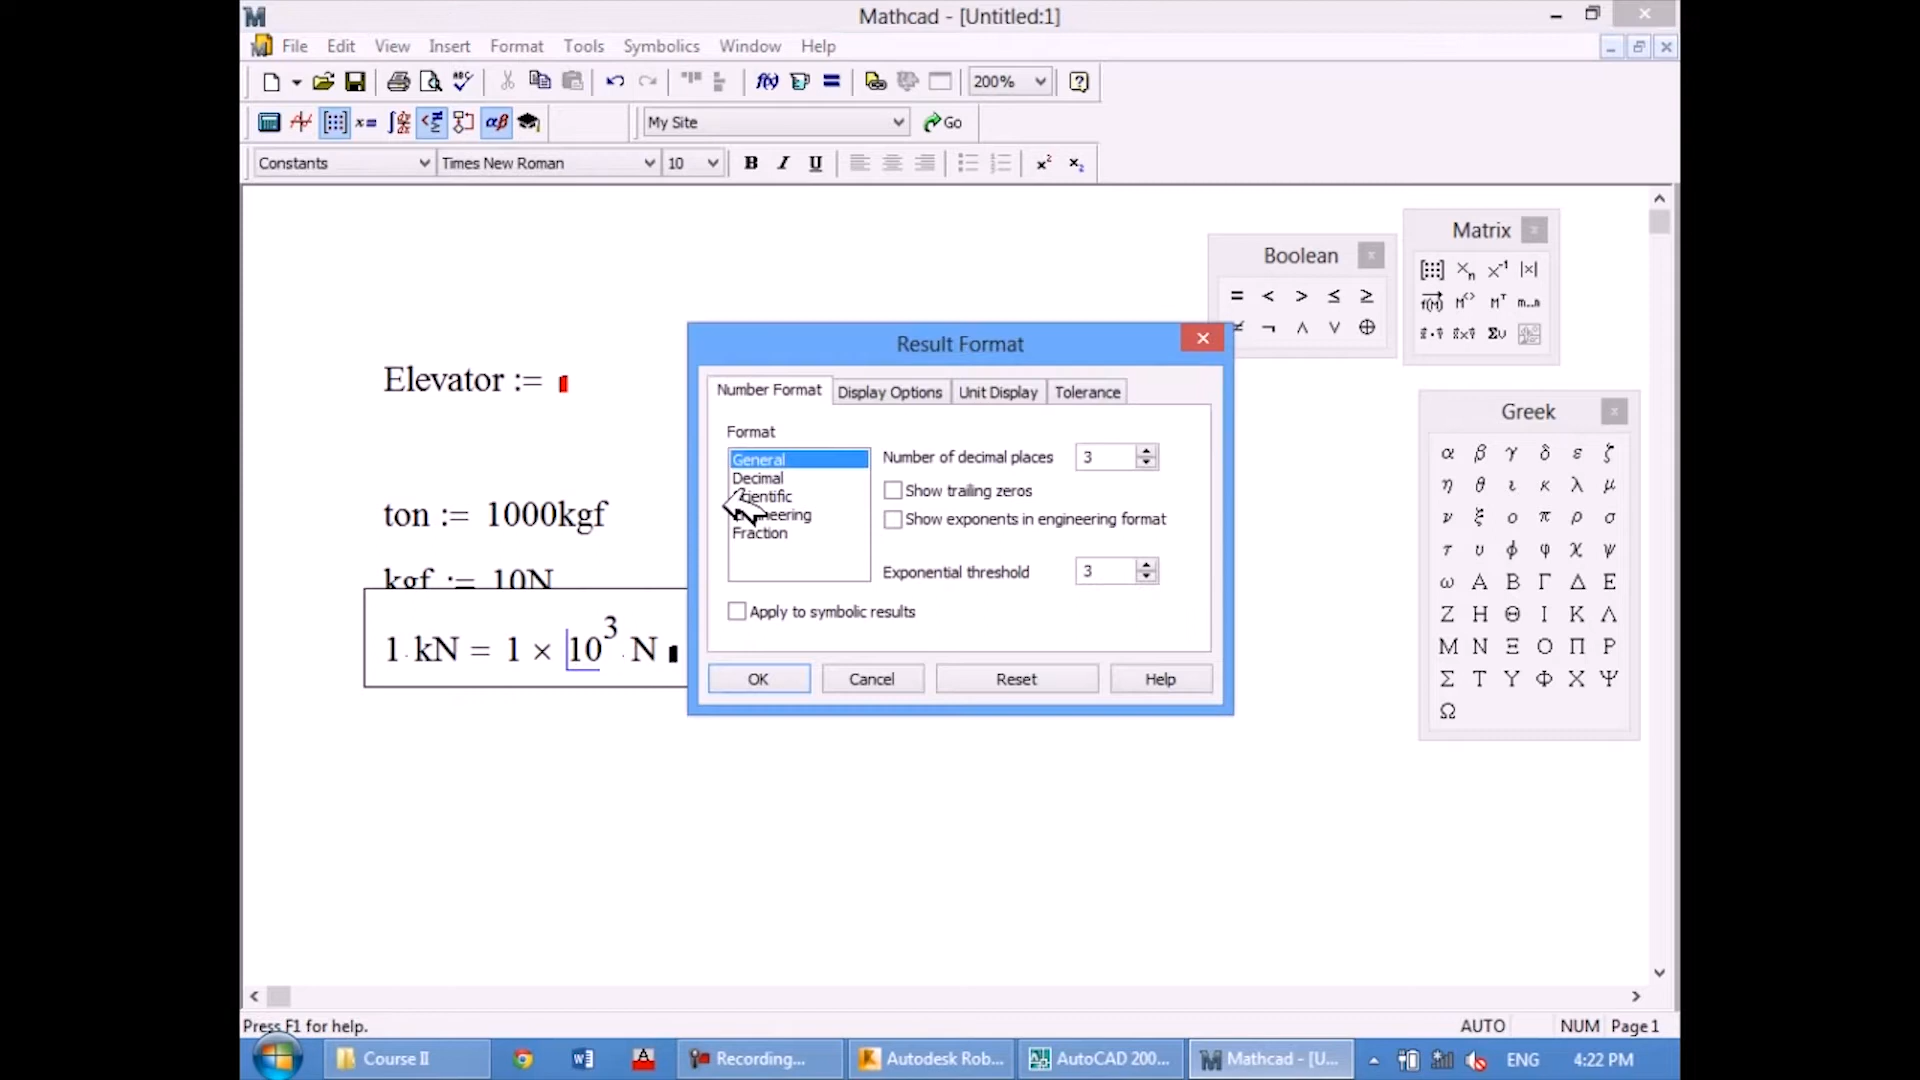 Mathcad - [Untitled:1]
File Edit View Insert Format Tools Symbolics Window Help
200%
My Site Go
Constants Times New Roman 10 B I U x² x₂
Matrix
Boolean
= < > ≤ ≥
¬ ∧ ∨ ⊕
Elevator :=
ton := 1000kgf
kgf := 10N
1·kN = 1 × 10³·N
Result Format
Number Format Display Options Unit Display Tolerance
Format
General
Decimal
Fraction
Number of decimal places 3
Show trailing zeros
Show exponents in engineering format
Exponential threshold 3
Apply to symbolic results
OK Cancel Reset Help
Greek
α β γ δ ε ζ
η θ ι κ λ μ
ν ξ ο π ρ σ
τ υ ϕ φ χ ψ
ω Α Β Γ Δ Ε
Ζ Η Θ Ι Κ Λ
Μ Ν Ξ Ο Π Ρ
Σ Τ Υ Φ Χ Ψ
Ω
Press F1 for help. AUTO NUM Page 1
Course II Recording... Autodesk Rob... AutoCAD 200... Mathcad - [U... ENG 4:22 PM